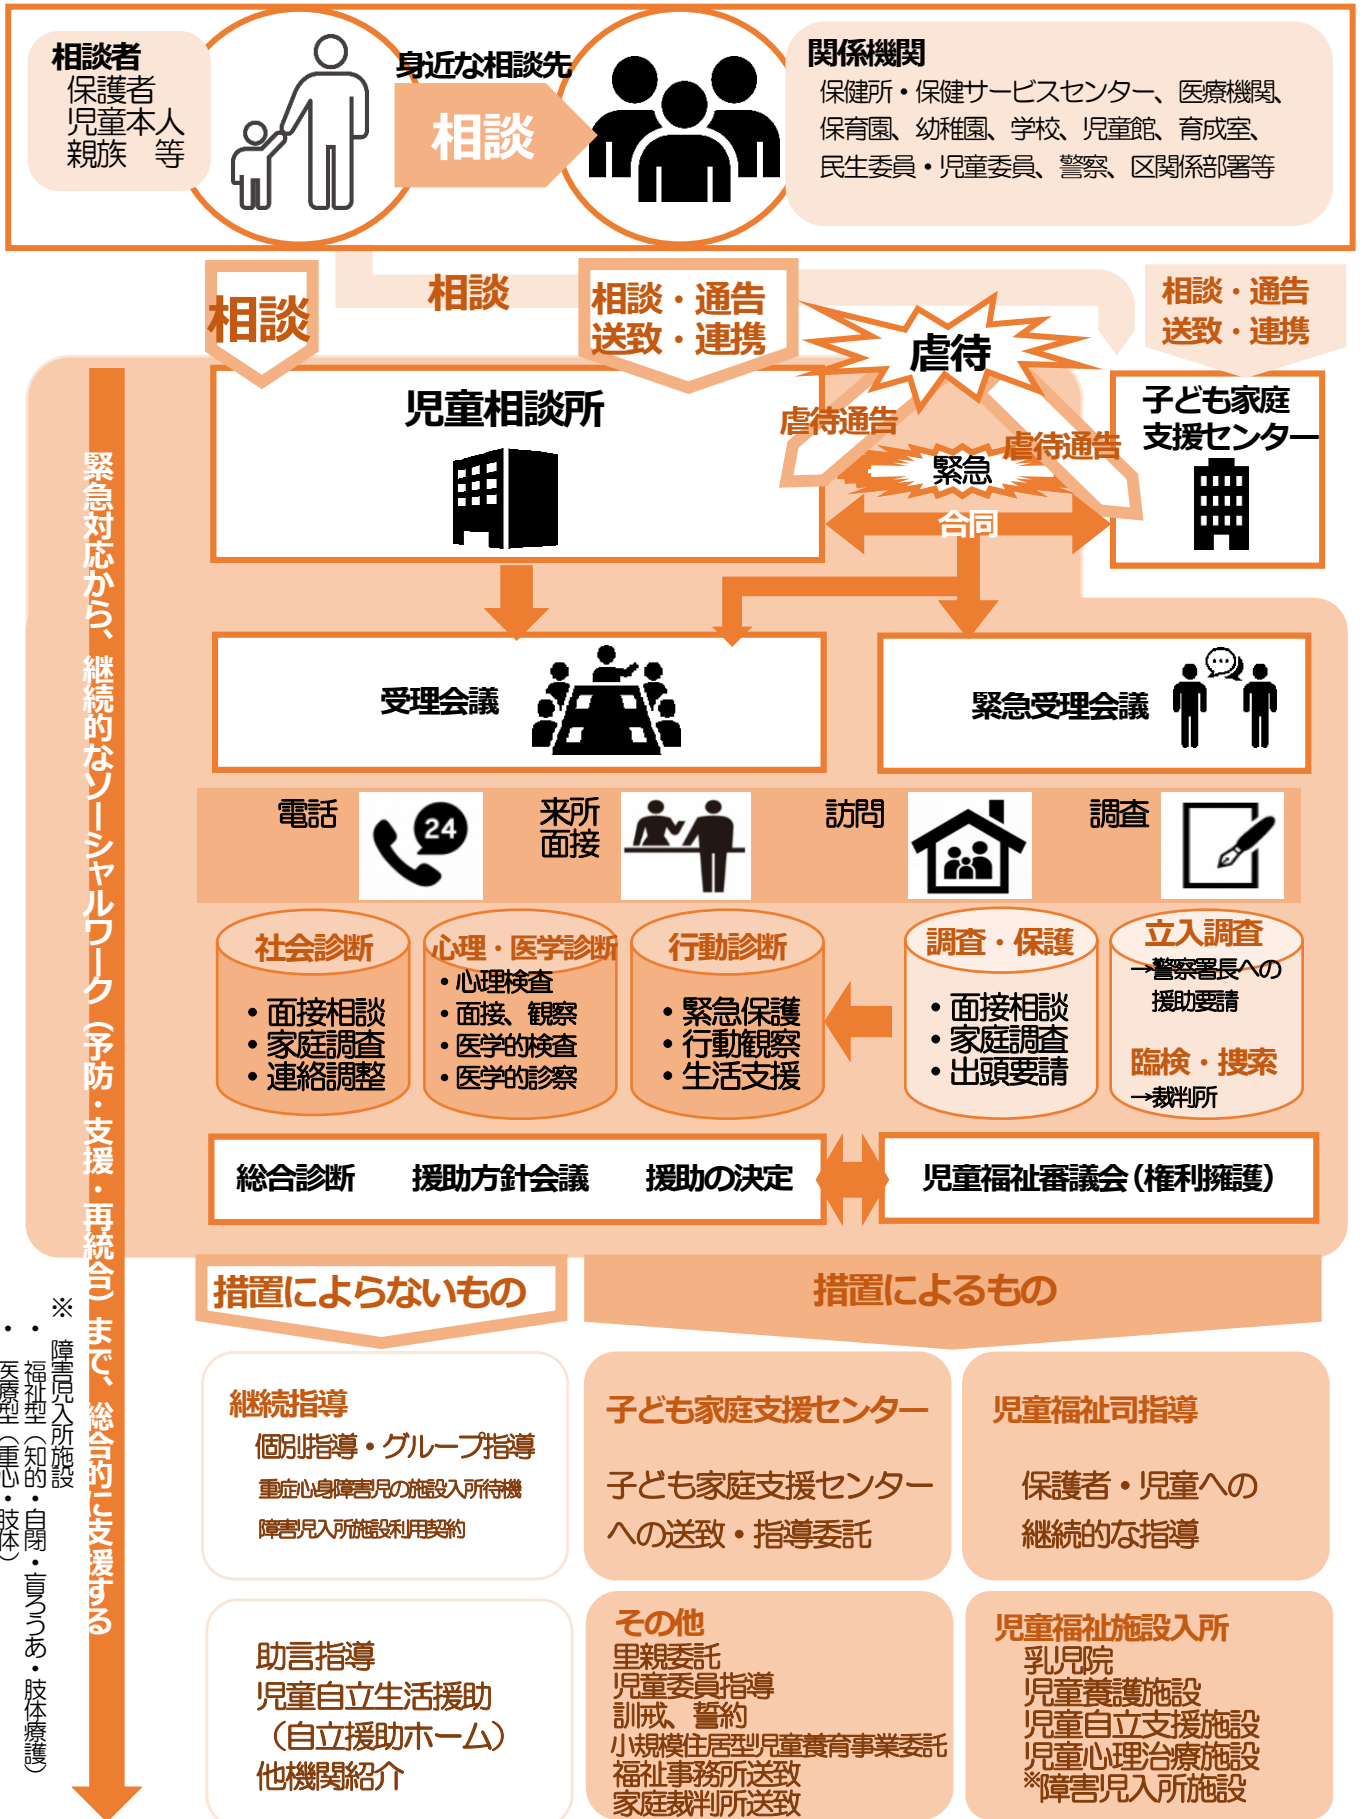 相談者
保護者
児童本人
親族　等
身近な相談先
相談
関係機関
保健所・保健サービスセンター、医療機関、
保育園、幼稚園、学校、児童館、育成室、
民生委員・児童委員、警察、区関係部署等
相談
相談
相談・通告
送致・連携
虐待
相談・通告
送致・連携
児童相談所
虐待通告
緊急
虐待通告
合同
子ども家庭
支援センター
緊急対応から、継続的なソーシャルワーク（予防・支援・再統合）まで、総合的に支援する
受理会議
緊急受理会議
電話
24
来所
面接
訪問
調査
社会診断
・面接相談
・家庭調査
・連絡調整
心理・医学診断
・心理検査
・面接、観察
・医学的検査
・医学的診察
行動診断
・緊急保護
・行動観察
・生活支援
調査・保護
・面接相談
・家庭調査
・出頭要請
立入調査
→警察署長への
援助要請
臨検・捜索
→裁判所
総合診断　援助方針会議　援助の決定
児童福祉審議会（権利擁護）
措置によらないもの
措置によるもの
※　障害児入所施設
・　福祉型（知的・自閉・盲ろうあ・肢体療護）
・　医療型（重心・肢体）
継続指導
個別指導・グループ指導
重症心身障害児の施設入所待機
障害児入所施設利用契約
子ども家庭支援センター
子ども家庭支援センター
への送致・指導委託
児童福祉司指導
保護者・児童への
継続的な指導
助言指導
児童自立生活援助
（自立援助ホーム）
他機関紹介
その他
里親委託
児童委員指導
訓戒、誓約
小規模住居型児童養育事業委託
福祉事務所送致
家庭裁判所送致
児童福祉施設入所
乳児院
児童養護施設
児童自立支援施設
児童心理治療施設
※障害児入所施設